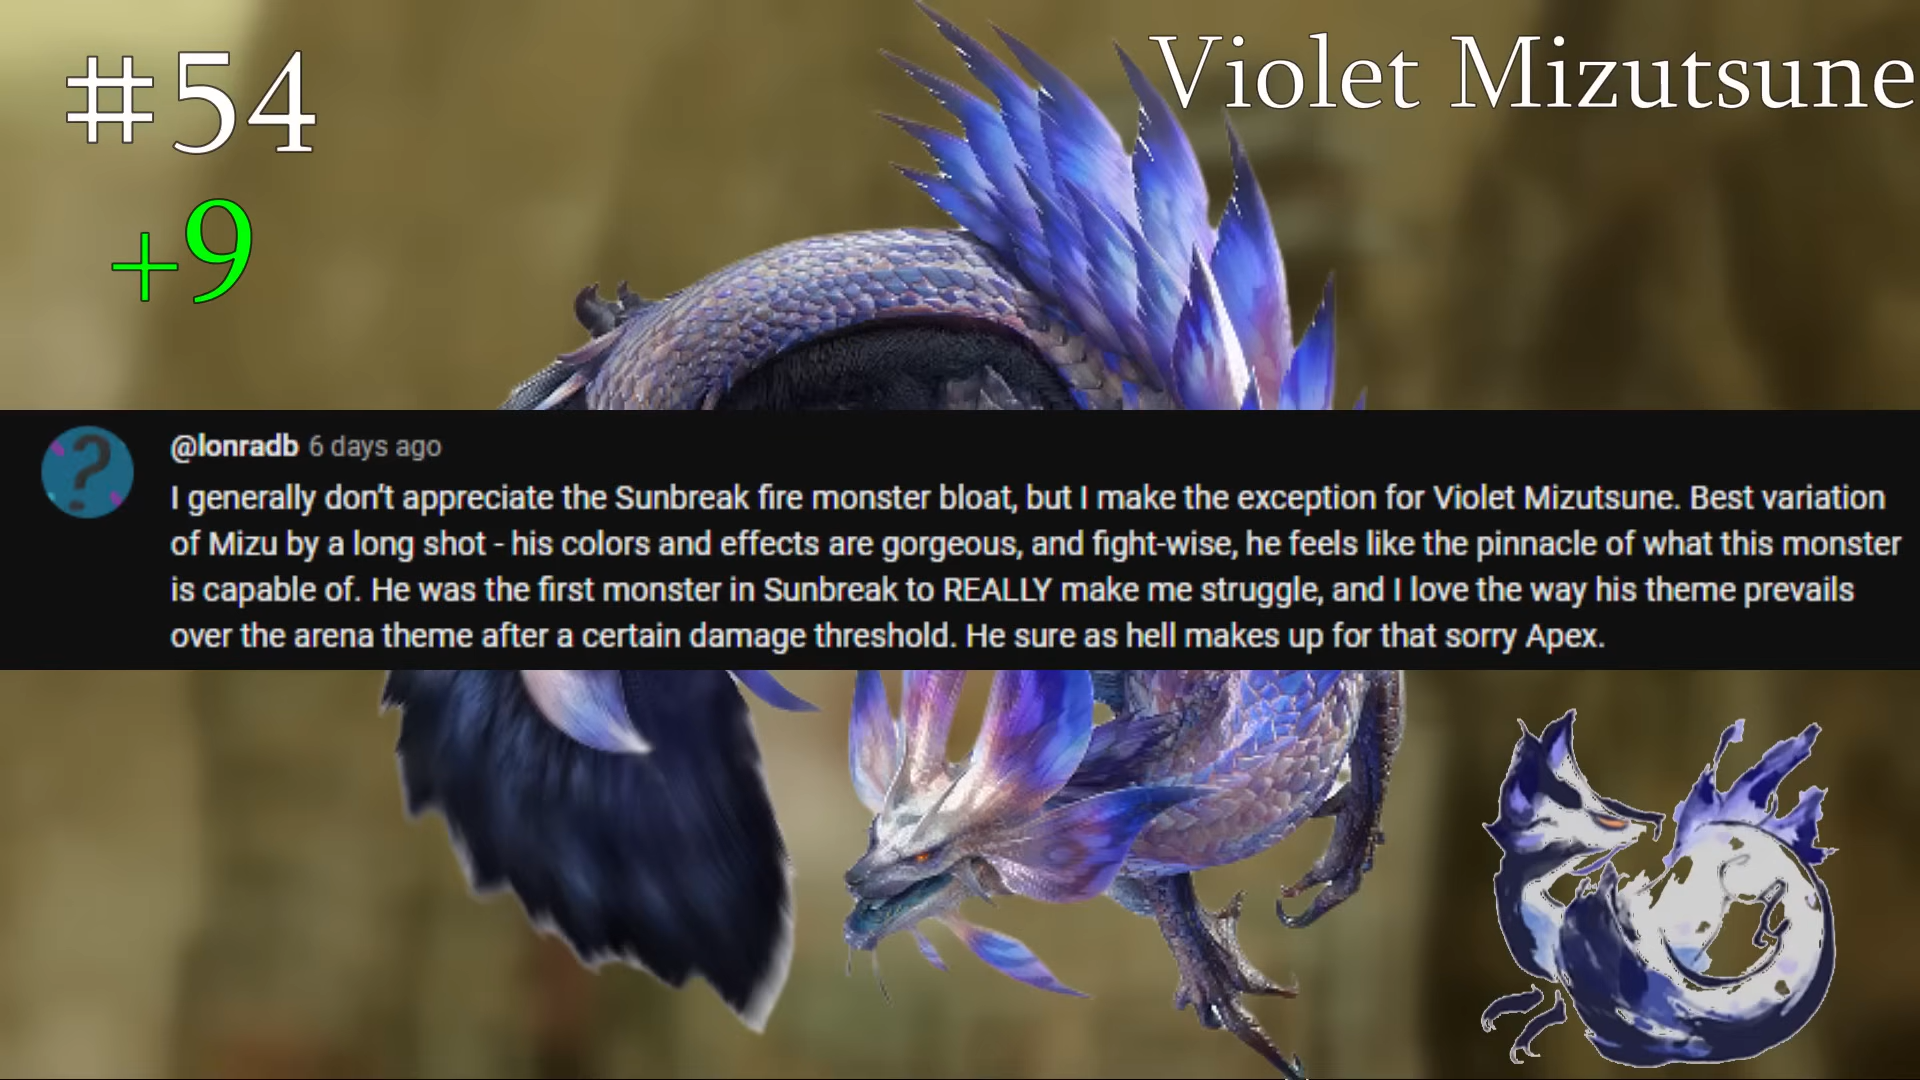 #54
Violet Mizutsune
+9
@lonradb 6 days ago
I generally don't appreciate the Sunbreak fire monster bloat, but I make the exception for Violet Mizutsune. Best variation
of Mizu by a long shot - his colors and effects are gorgeous, and fight-wise, he feels like the pinnacle of what this monster
is capable of. He was the first monster in Sunbreak to REALLY make me struggle, and I love the way his theme prevails
over the arena theme after a certain damage threshold. He sure as hell makes up for that sorry Apex.